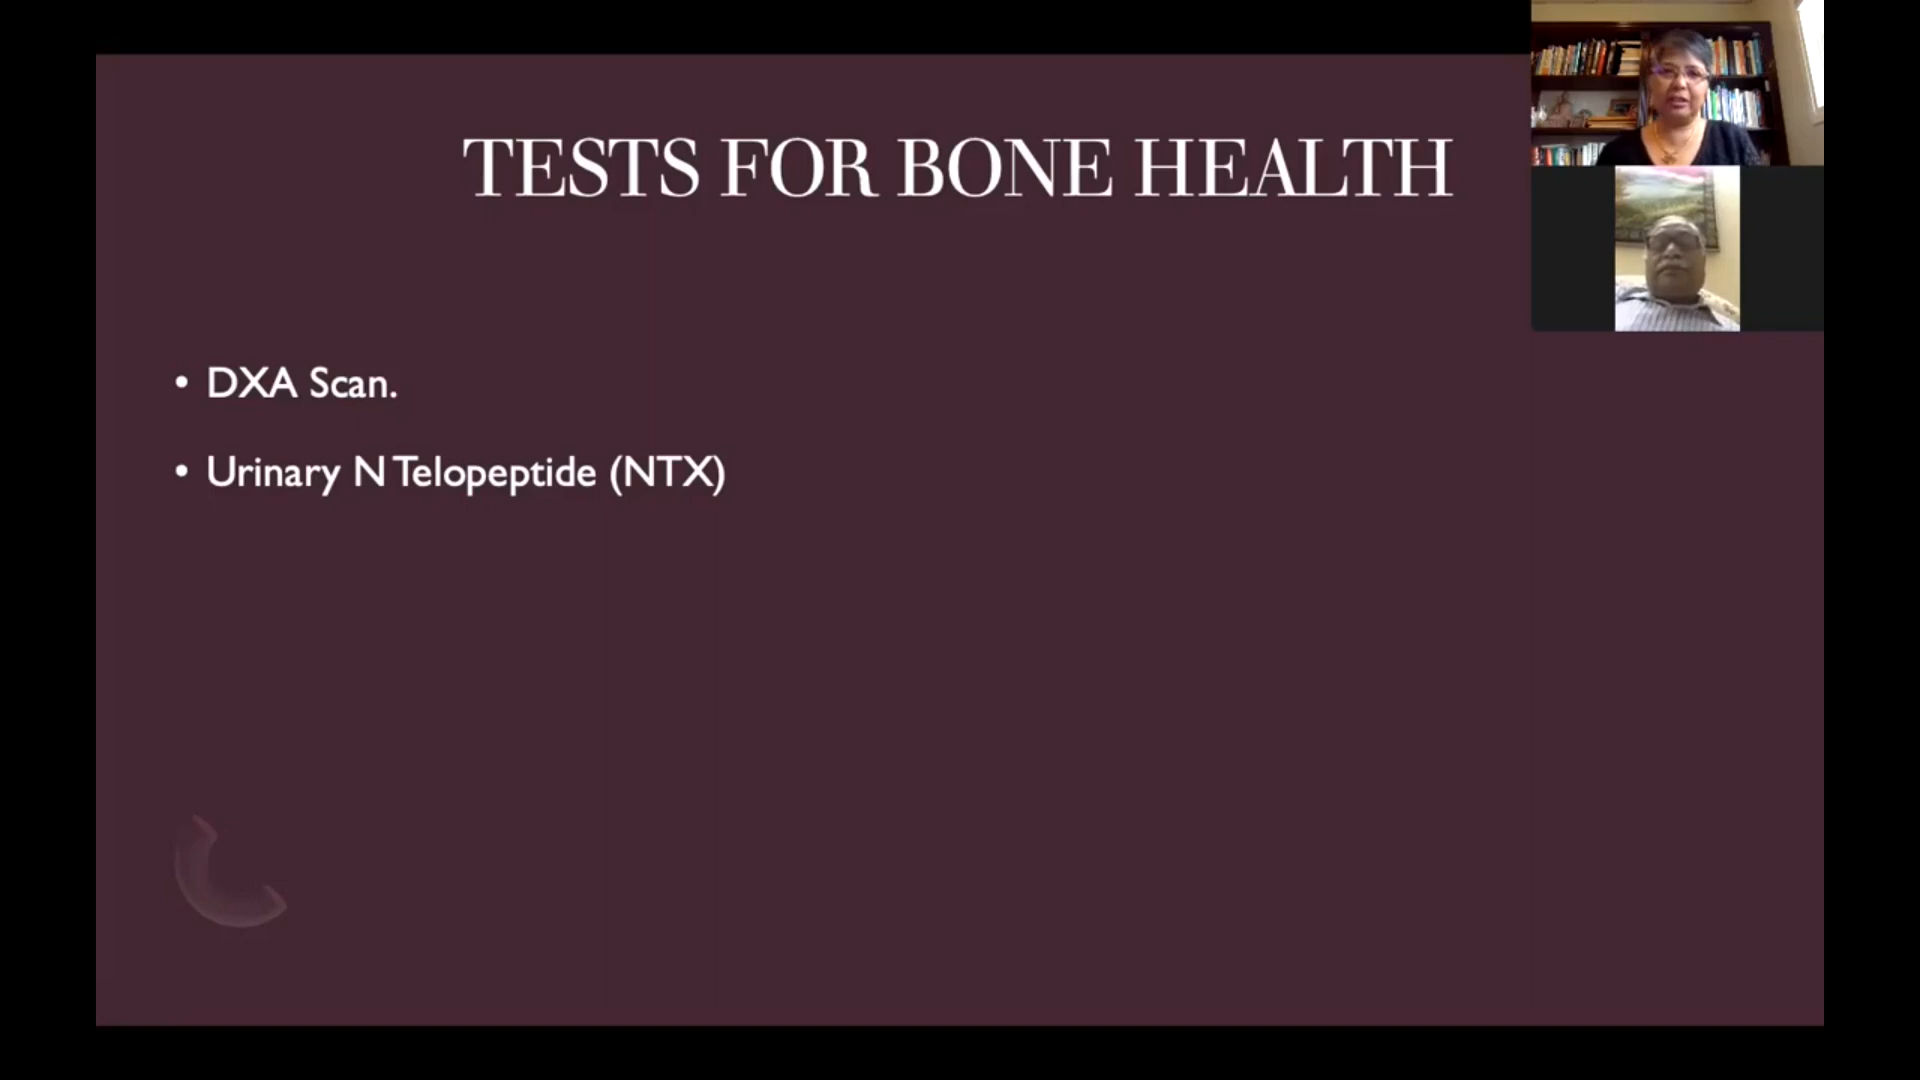 TESTS FOR BONE HEALTH
• DXA Scan.
• Urinary N Telopeptide (NTX)